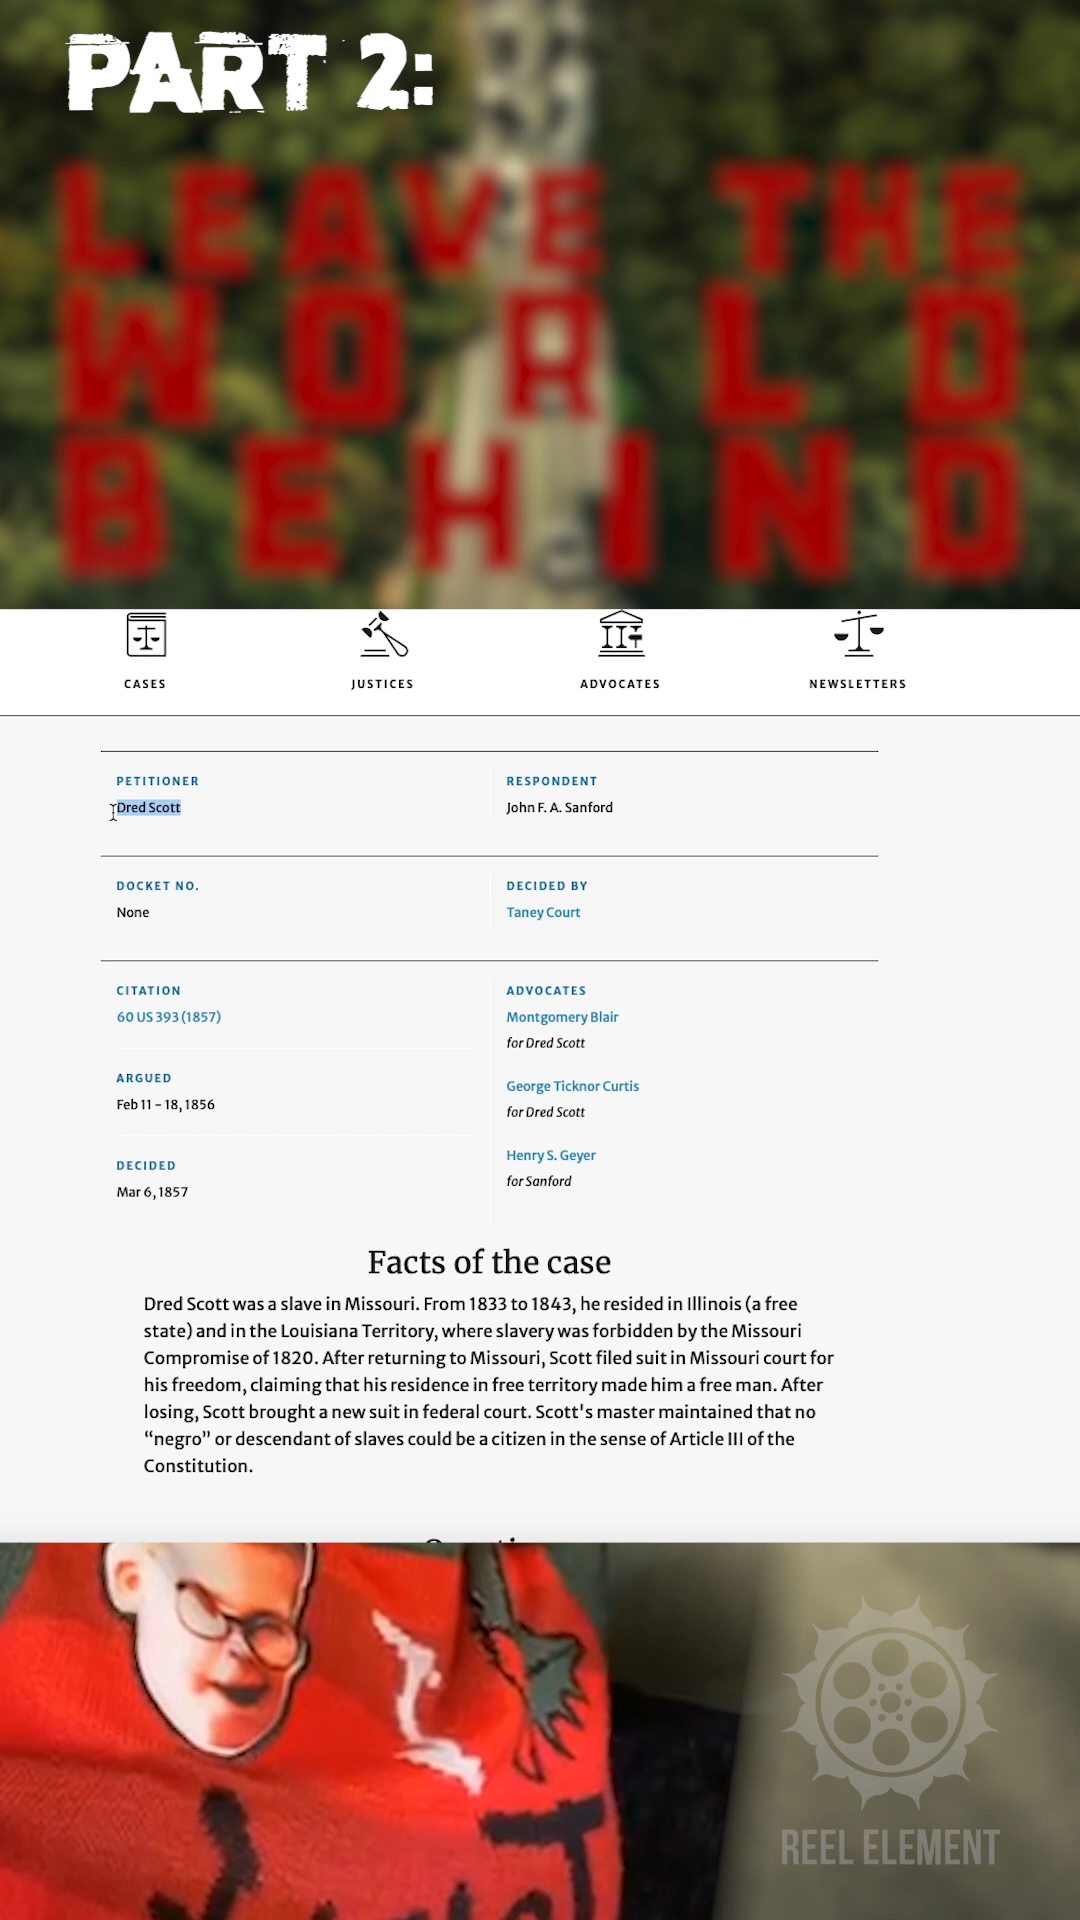 PART 2:
LEAVE THE
WORLD
BEHIND
CASES
JUSTICES
ADVOCATES
NEWSLETTERS
PETITIONER
Dred Scott
RESPONDENT
John F. A. Sanford
DOCKET NO.
None
DECIDED BY
Taney Court
CITATION
60 US 393 (1857)
ARGUED
Feb 11 - 18, 1856
DECIDED
Mar 6, 1857
ADVOCATES
Montgomery Blair
for Dred Scott
George Ticknor Curtis
for Dred Scott
Henry S. Geyer
for Sanford
Facts of the case
Dred Scott was a slave in Missouri. From 1833 to 1843, he resided in Illinois (a free
state) and in the Louisiana Territory, where slavery was forbidden by the Missouri
Compromise of 1820. After returning to Missouri, Scott filed suit in Missouri court for
his freedom, claiming that his residence in free territory made him a free man. After
losing, Scott brought a new suit in federal court. Scott's master maintained that no
“negro” or descendant of slaves could be a citizen in the sense of Article III of the
Constitution.
REEL ELEMENT